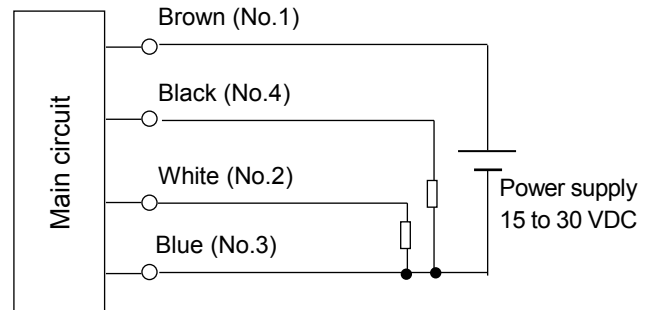 Brown (No.1)
Black (No.4)
Main circuit
White (No.2)
Power supply
15 to 30 VDC
Blue (No.3)